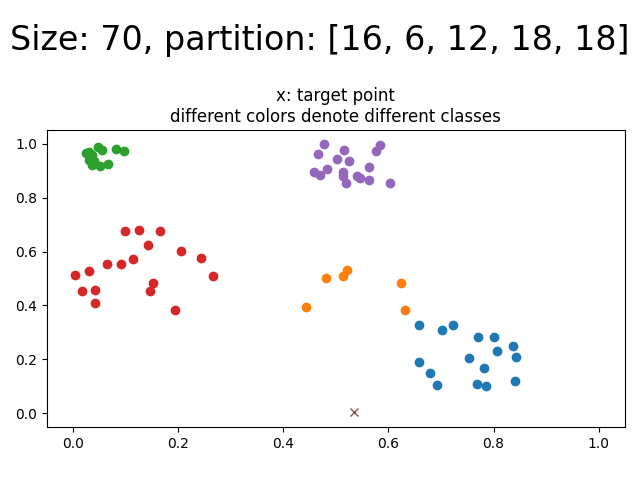 Size: 70, partition: [16, 6, 12, 18, 18]
x: target point
different colors denote different classes
1.0
0.8
0.6
0.4
0.2
0.0
0.0 0.2 0.4 0.6 0.8 1.0